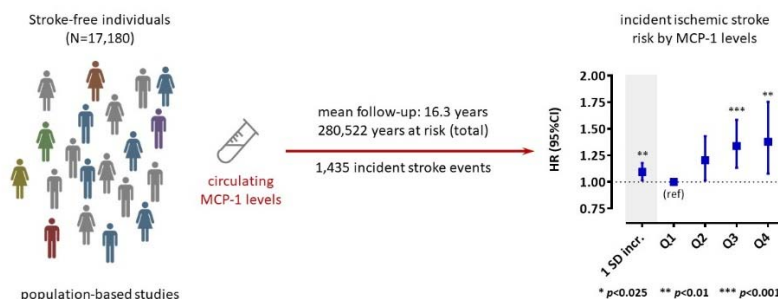 Stroke-free individuals
(N=17,180)
population-based studies
circulating
MCP-1 levels
mean follow-up: 16.3 years
280,522 years at risk (total)
1,435 incident stroke events
incident ischemic stroke
risk by MCP-1 levels
HR (95%CI)
2.00
1.75
1.50
1.25
1.00
0.75
**
(ref)
***
**
1 SD incr.
Q1
Q2
Q3
Q4
* p<0.025 ** p<0.01 *** p<0.001